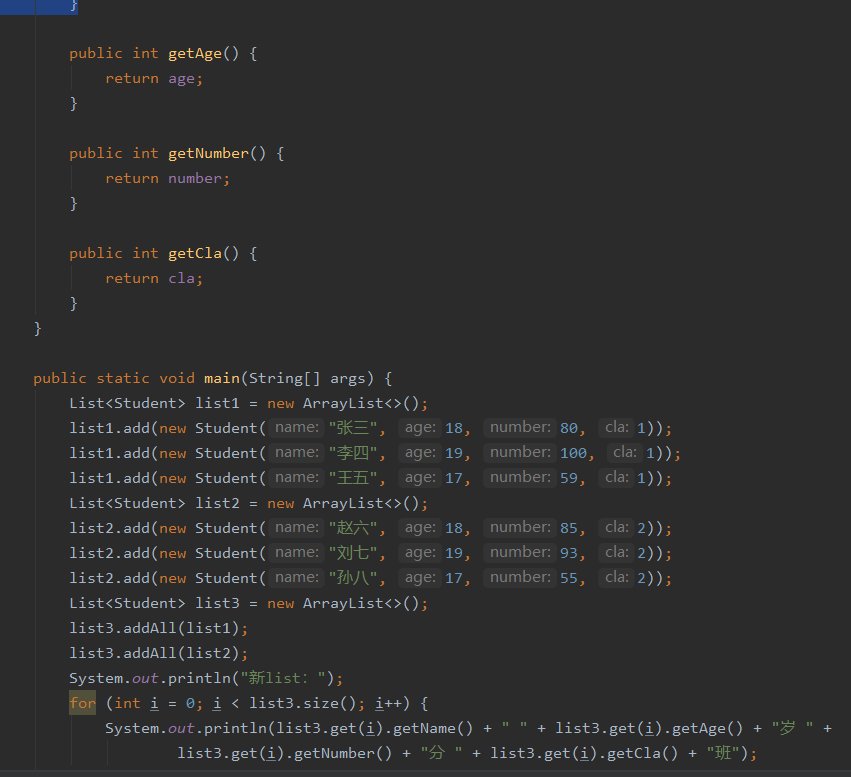 }
public int getAge() {
return age;
}
public int getNumber() {
return number;
}
public int getCla() {
return cla;
}
}
public static void main(String[] args) {
List<Student> list1 = new ArrayList<>();
list1.add(new Student( name: "张三", age: 18, number: 80, cla: 1));
list1.add(new Student( name: "李四", age: 19, number: 100, cla: 1));
list1.add(new Student( name: "王五", age: 17, number: 59, cla: 1));
List<Student> list2 = new ArrayList<>();
list2.add(new Student( name: "赵六", age: 18, number: 85, cla: 2));
list2.add(new Student( name: "刘七", age: 19, number: 93, cla: 2));
list2.add(new Student( name: "孙八", age: 17, number: 55, cla: 2));
List<Student> list3 = new ArrayList<>();
list3.addAll(list1);
list3.addAll(list2);
System.out.println("新list: ");
for (int i = 0; i < list3.size(); i++) {
System.out.println(list3.get(i).getName() + " " + list3.get(i).getAge() + "岁 " +
list3.get(i).getNumber() + "分 " + list3.get(i).getCla() + "班");